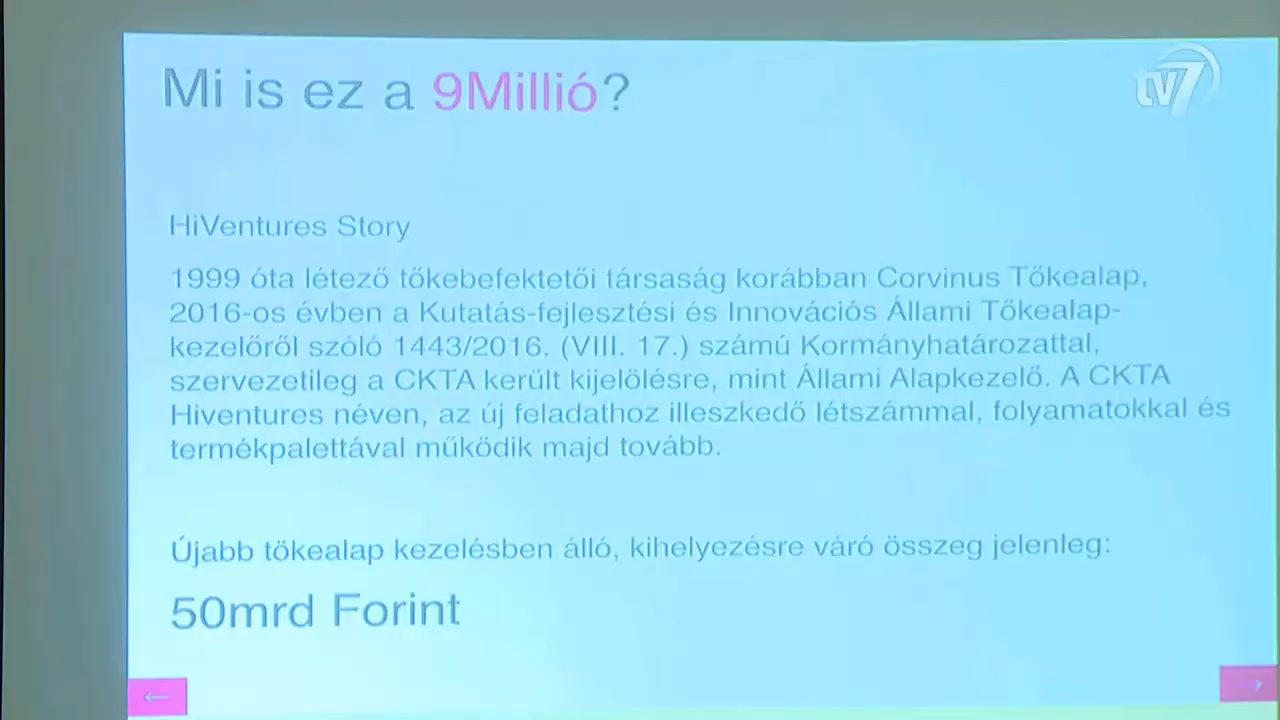 Mi is ez a 9Millió?
tv7
HiVentures Story
1999 óta létező tőkebefektetői társaság korábban Corvinus Tőkealap,
2016-os évben a Kutatás-fejlesztési és Innovációs Állami Tőkealap-
kezelőről szóló 1443/2016. (VIII. 17.) számú Kormányhatározattal,
szervezetileg a CKTA került kijelölésre, mint Állami Alapkezelő. A CKTA
Hiventures néven, az új feladathoz illeszkedő létszámmal, folyamatokkal és
termékpalettával működik majd tovább.
Újabb tökealap kezelésben álló, kihelyezésre váró összeg jelenleg:
50mrd Forint